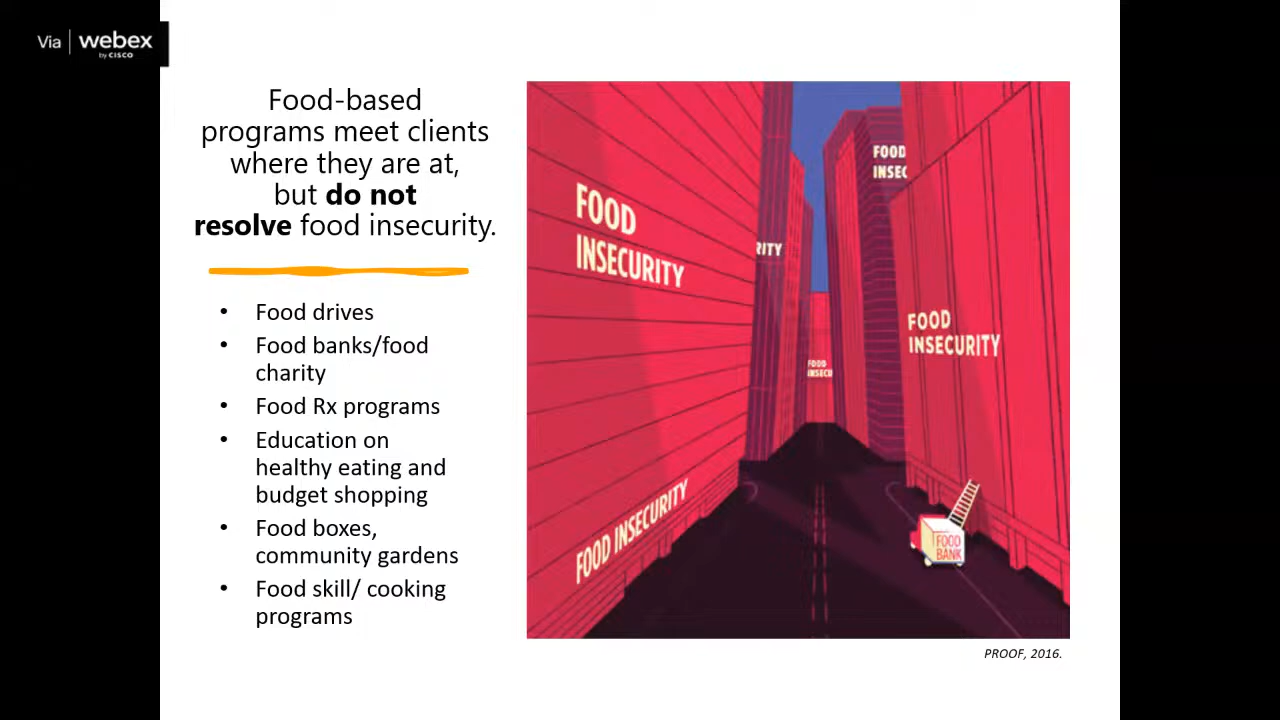 Via webex
by CISCO
Food-based
programs meet clients
where they are at,
but do not
resolve food insecurity.
• Food drives
• Food banks/food
charity
• Food Rx programs
• Education on
healthy eating and
budget shopping
• Food boxes,
community gardens
• Food skill/ cooking
programs
FOOD
INSECURITY
FOOD INSECURITY
RITY
FOOD
INSECU
FOOD
INSEC
FOOD
INSECURITY
FOOD
BANK
PROOF, 2016.